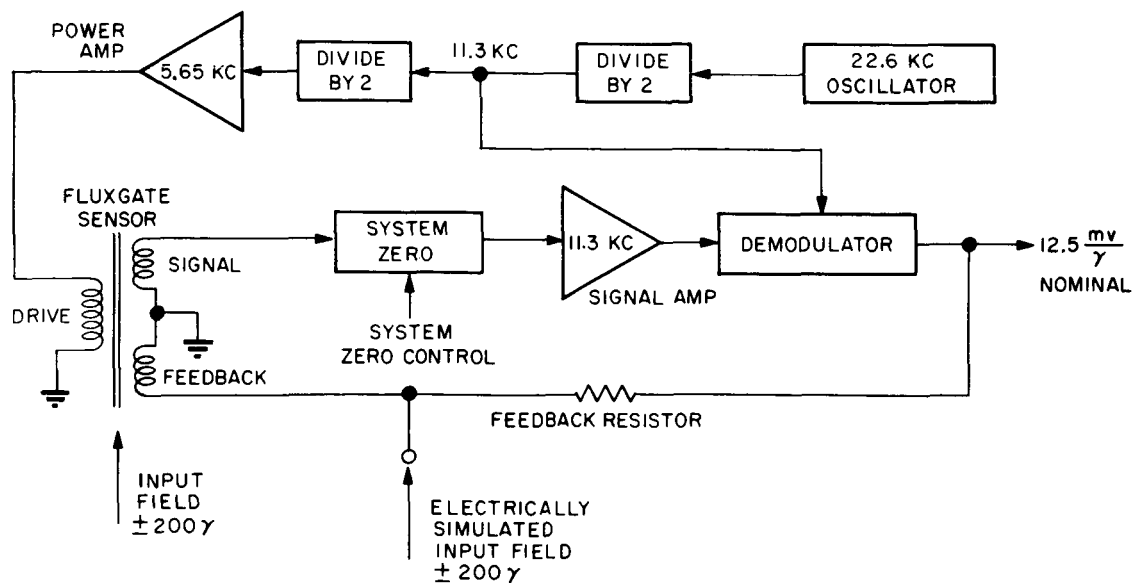 POWER
AMP
5.65 KC
DIVIDE
BY 2
11.3 KC
DIVIDE
BY 2
22.6 KC
OSCILLATOR
FLUXGATE
SENSOR
SIGNAL
DRIVE
FEEDBACK
SYSTEM
ZERO
SYSTEM
ZERO CONTROL
11.3 KC
SIGNAL AMP
DEMODULATOR
12.5 mv/γ
NOMINAL
FEEDBACK RESISTOR
INPUT
FIELD
± 200 γ
ELECTRICALLY
SIMULATED
INPUT FIELD
± 200 γ